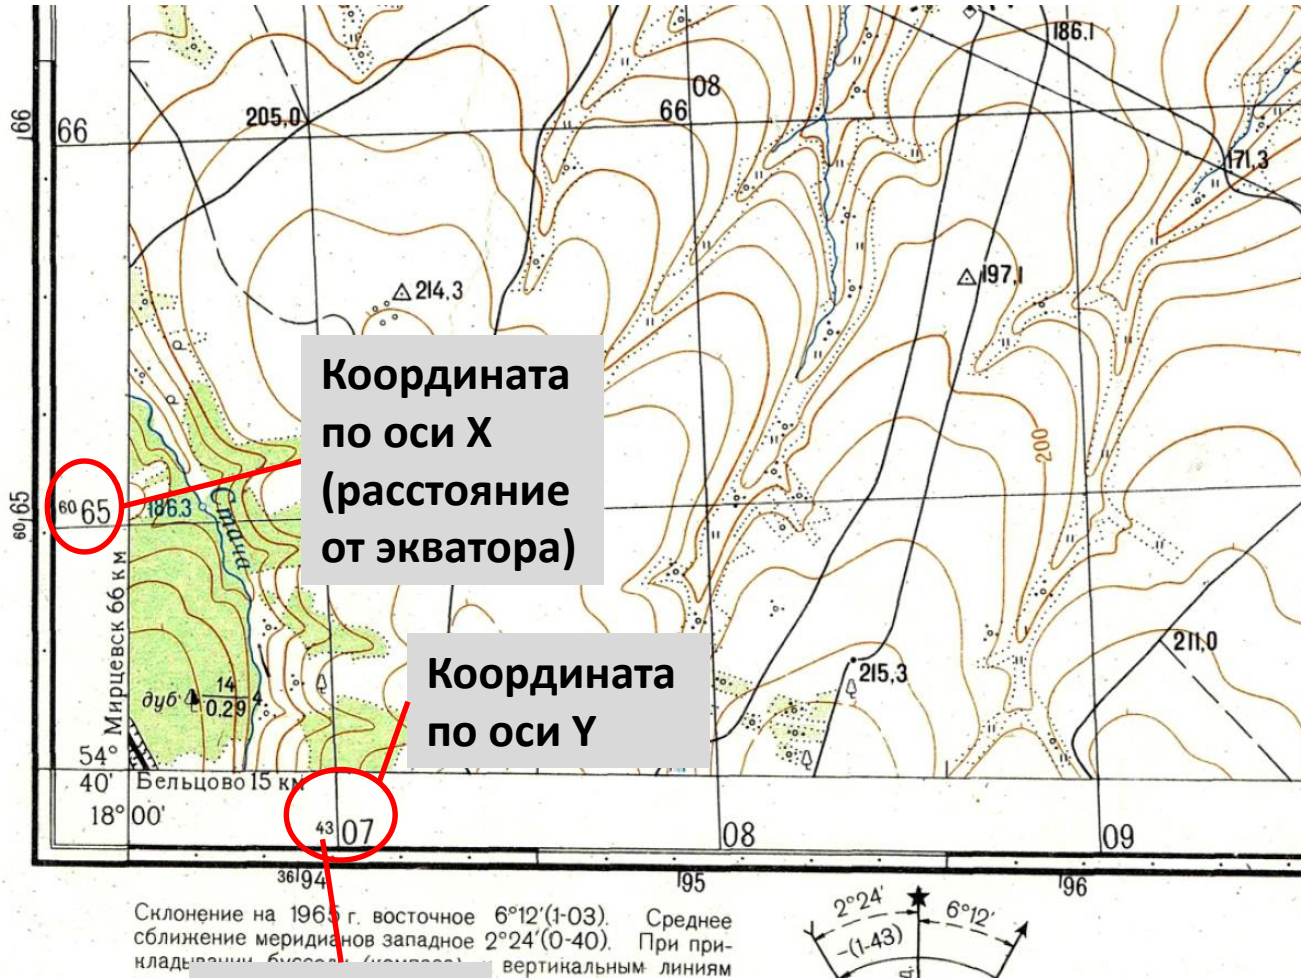 186,1
08
66
205,0
66
66
171,3
214,3
197,1
Координата
по оси X
(расстояние
от экватора)
200
60 65
60 65
186.3
Стача
Мирцевск 66 км
Координата
по оси Y
211,0
215,3
дуб 14 4
0.29
54°
40′
Бельцово 15 км
18°00′
43 07
08
09
36 94
95
96
Склонение на 1965 г. восточное 6°12′(1-03). Среднее
сближение меридианов западное 2°24′(0-40). При при-
вертикальным линиям
2°24′
6°12′
-(1-43)